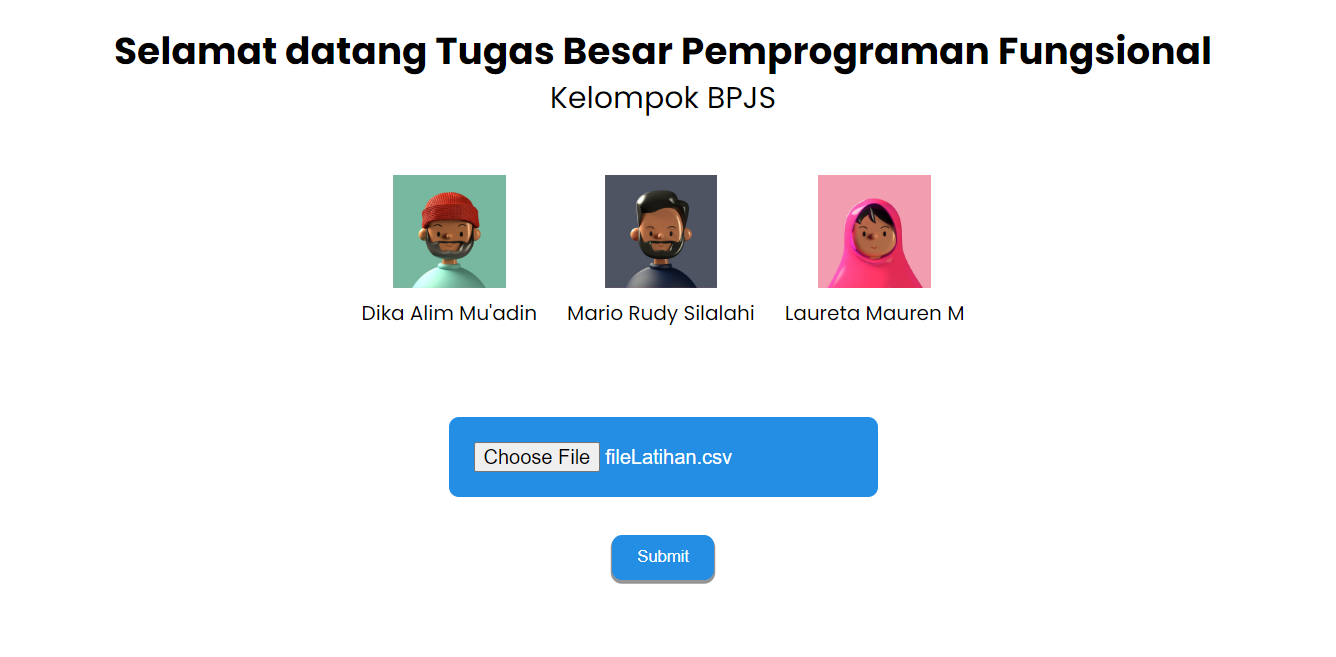 Selamat datang Tugas Besar Pemprograman Fungsional
Kelompok BPJS
Dika Alim Mu'adin
Mario Rudy Silalahi
Laureta Mauren M
Choose File fileLatihan.csv
Submit